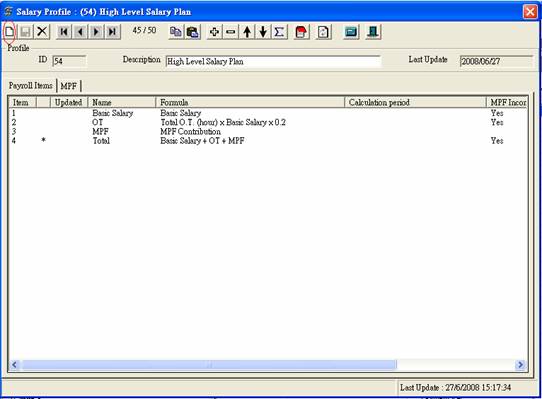 Salary Profile : (54) High Level Salary Plan
45 / 50
Profile
ID 54 Description High Level Salary Plan Last Update 2008/06/27
Payroll Items MPF
Item Updated Name Formula Calculation period MPF Incor
1 Basic Salary Basic Salary Yes
2 OT Total O.T. (hour) x Basic Salary x 0.2 Yes
3 MPF MPF Contribution
4 * Total Basic Salary + OT + MPF Yes
Last Update : 27/6/2008 15:17:34